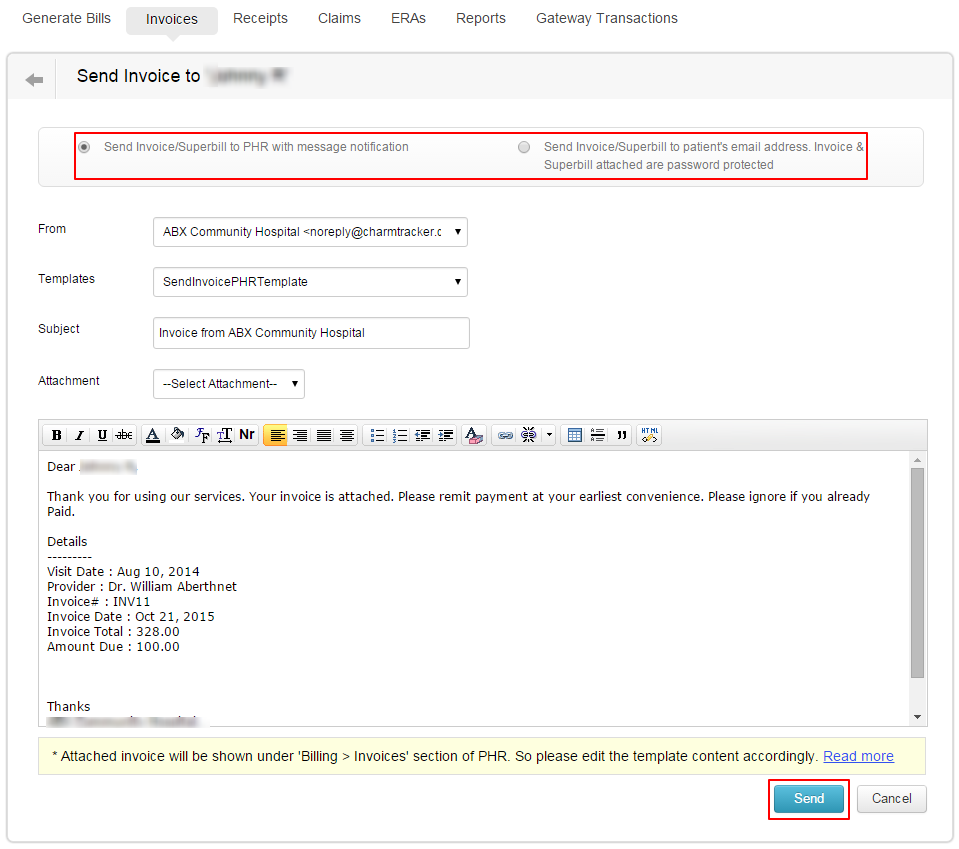 Generate Bills Invoices Receipts Claims ERAs Reports Gateway Transactions
Send Invoice to
Send Invoice/Superbill to PHR with message notification
Send Invoice/Superbill to patient's email address. Invoice &
Superbill attached are password protected
From
ABX Community Hospital <noreply@charmtracker.c
Templates
SendInvoicePHRTemplate
Subject
Invoice from ABX Community Hospital
Attachment
--Select Attachment--
B I U abc A F F T T Nr HTML
Dear
Thank you for using our services. Your invoice is attached. Please remit payment at your earliest convenience. Please ignore if you already
Paid.
Details
---------
Visit Date : Aug 10, 2014
Provider : Dr. William Aberthnet
Invoice# : INV11
Invoice Date : Oct 21, 2015
Invoice Total : 328.00
Amount Due : 100.00
Thanks
* Attached invoice will be shown under 'Billing > Invoices' section of PHR. So please edit the template content accordingly. Read more
Send Cancel